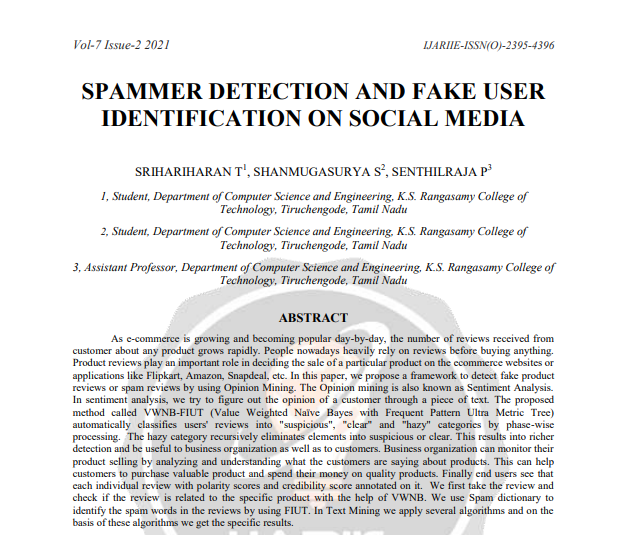 Vol-7 Issue-2 2021 IJARIIE-ISSN(O)-2395-4396
SPAMMER DETECTION AND FAKE USER
IDENTIFICATION ON SOCIAL MEDIA
SRIHARIHARAN T1, SHANMUGASURYA S2, SENTHILRAJA P3
1, Student, Department of Computer Science and Engineering, K.S. Rangasamy College of
Technology, Tiruchengode, Tamil Nadu
2, Student, Department of Computer Science and Engineering, K.S. Rangasamy College of
Technology, Tiruchengode, Tamil Nadu
3, Assistant Professor, Department of Computer Science and Engineering, K.S. Rangasamy College of
Technology, Tiruchengode, Tamil Nadu
ABSTRACT
As e-commerce is growing and becoming popular day-by-day, the number of reviews received from
customer about any product grows rapidly. People nowadays heavily rely on reviews before buying anything.
Product reviews play an important role in deciding the sale of a particular product on the ecommerce websites or
applications like Flipkart, Amazon, Snapdeal, etc. In this paper, we propose a framework to detect fake product
reviews or spam reviews by using Opinion Mining. The Opinion mining is also known as Sentiment Analysis.
In sentiment analysis, we try to figure out the opinion of a customer through a piece of text. The proposed
method called VWNB-FIUT (Value Weighted Naïve Bayes with Frequent Pattern Ultra Metric Tree)
automatically classifies users' reviews into "suspicious", "clear" and "hazy" categories by phase-wise
processing. The hazy category recursively eliminates elements into suspicious or clear. This results into richer
detection and be useful to business organization as well as to customers. Business organization can monitor their
product selling by analyzing and understanding what the customers are saying about products. This can help
customers to purchase valuable product and spend their money on quality products. Finally end users see that
each individual review with polarity scores and credibility score annotated on it. We first take the review and
check if the review is related to the specific product with the help of VWNB. We use Spam dictionary to
identify the spam words in the reviews by using FIUT. In Text Mining we apply several algorithms and on the
basis of these algorithms we get the specific results.